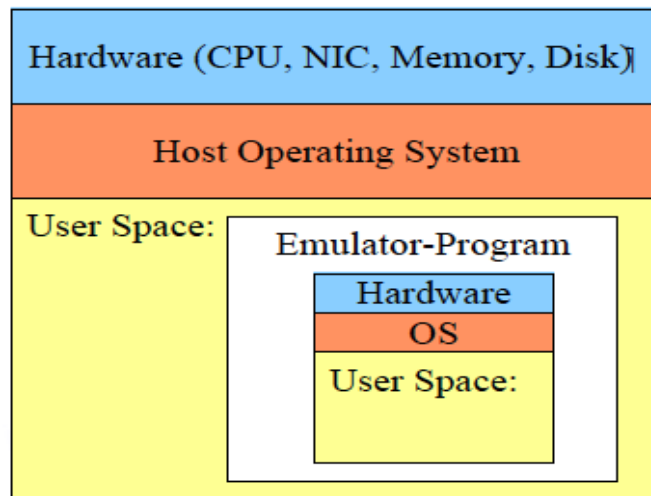 Hardware (CPU, NIC, Memory, Disk)
Host Operating System
User Space:
Emulator-Program
Hardware
OS
User Space: